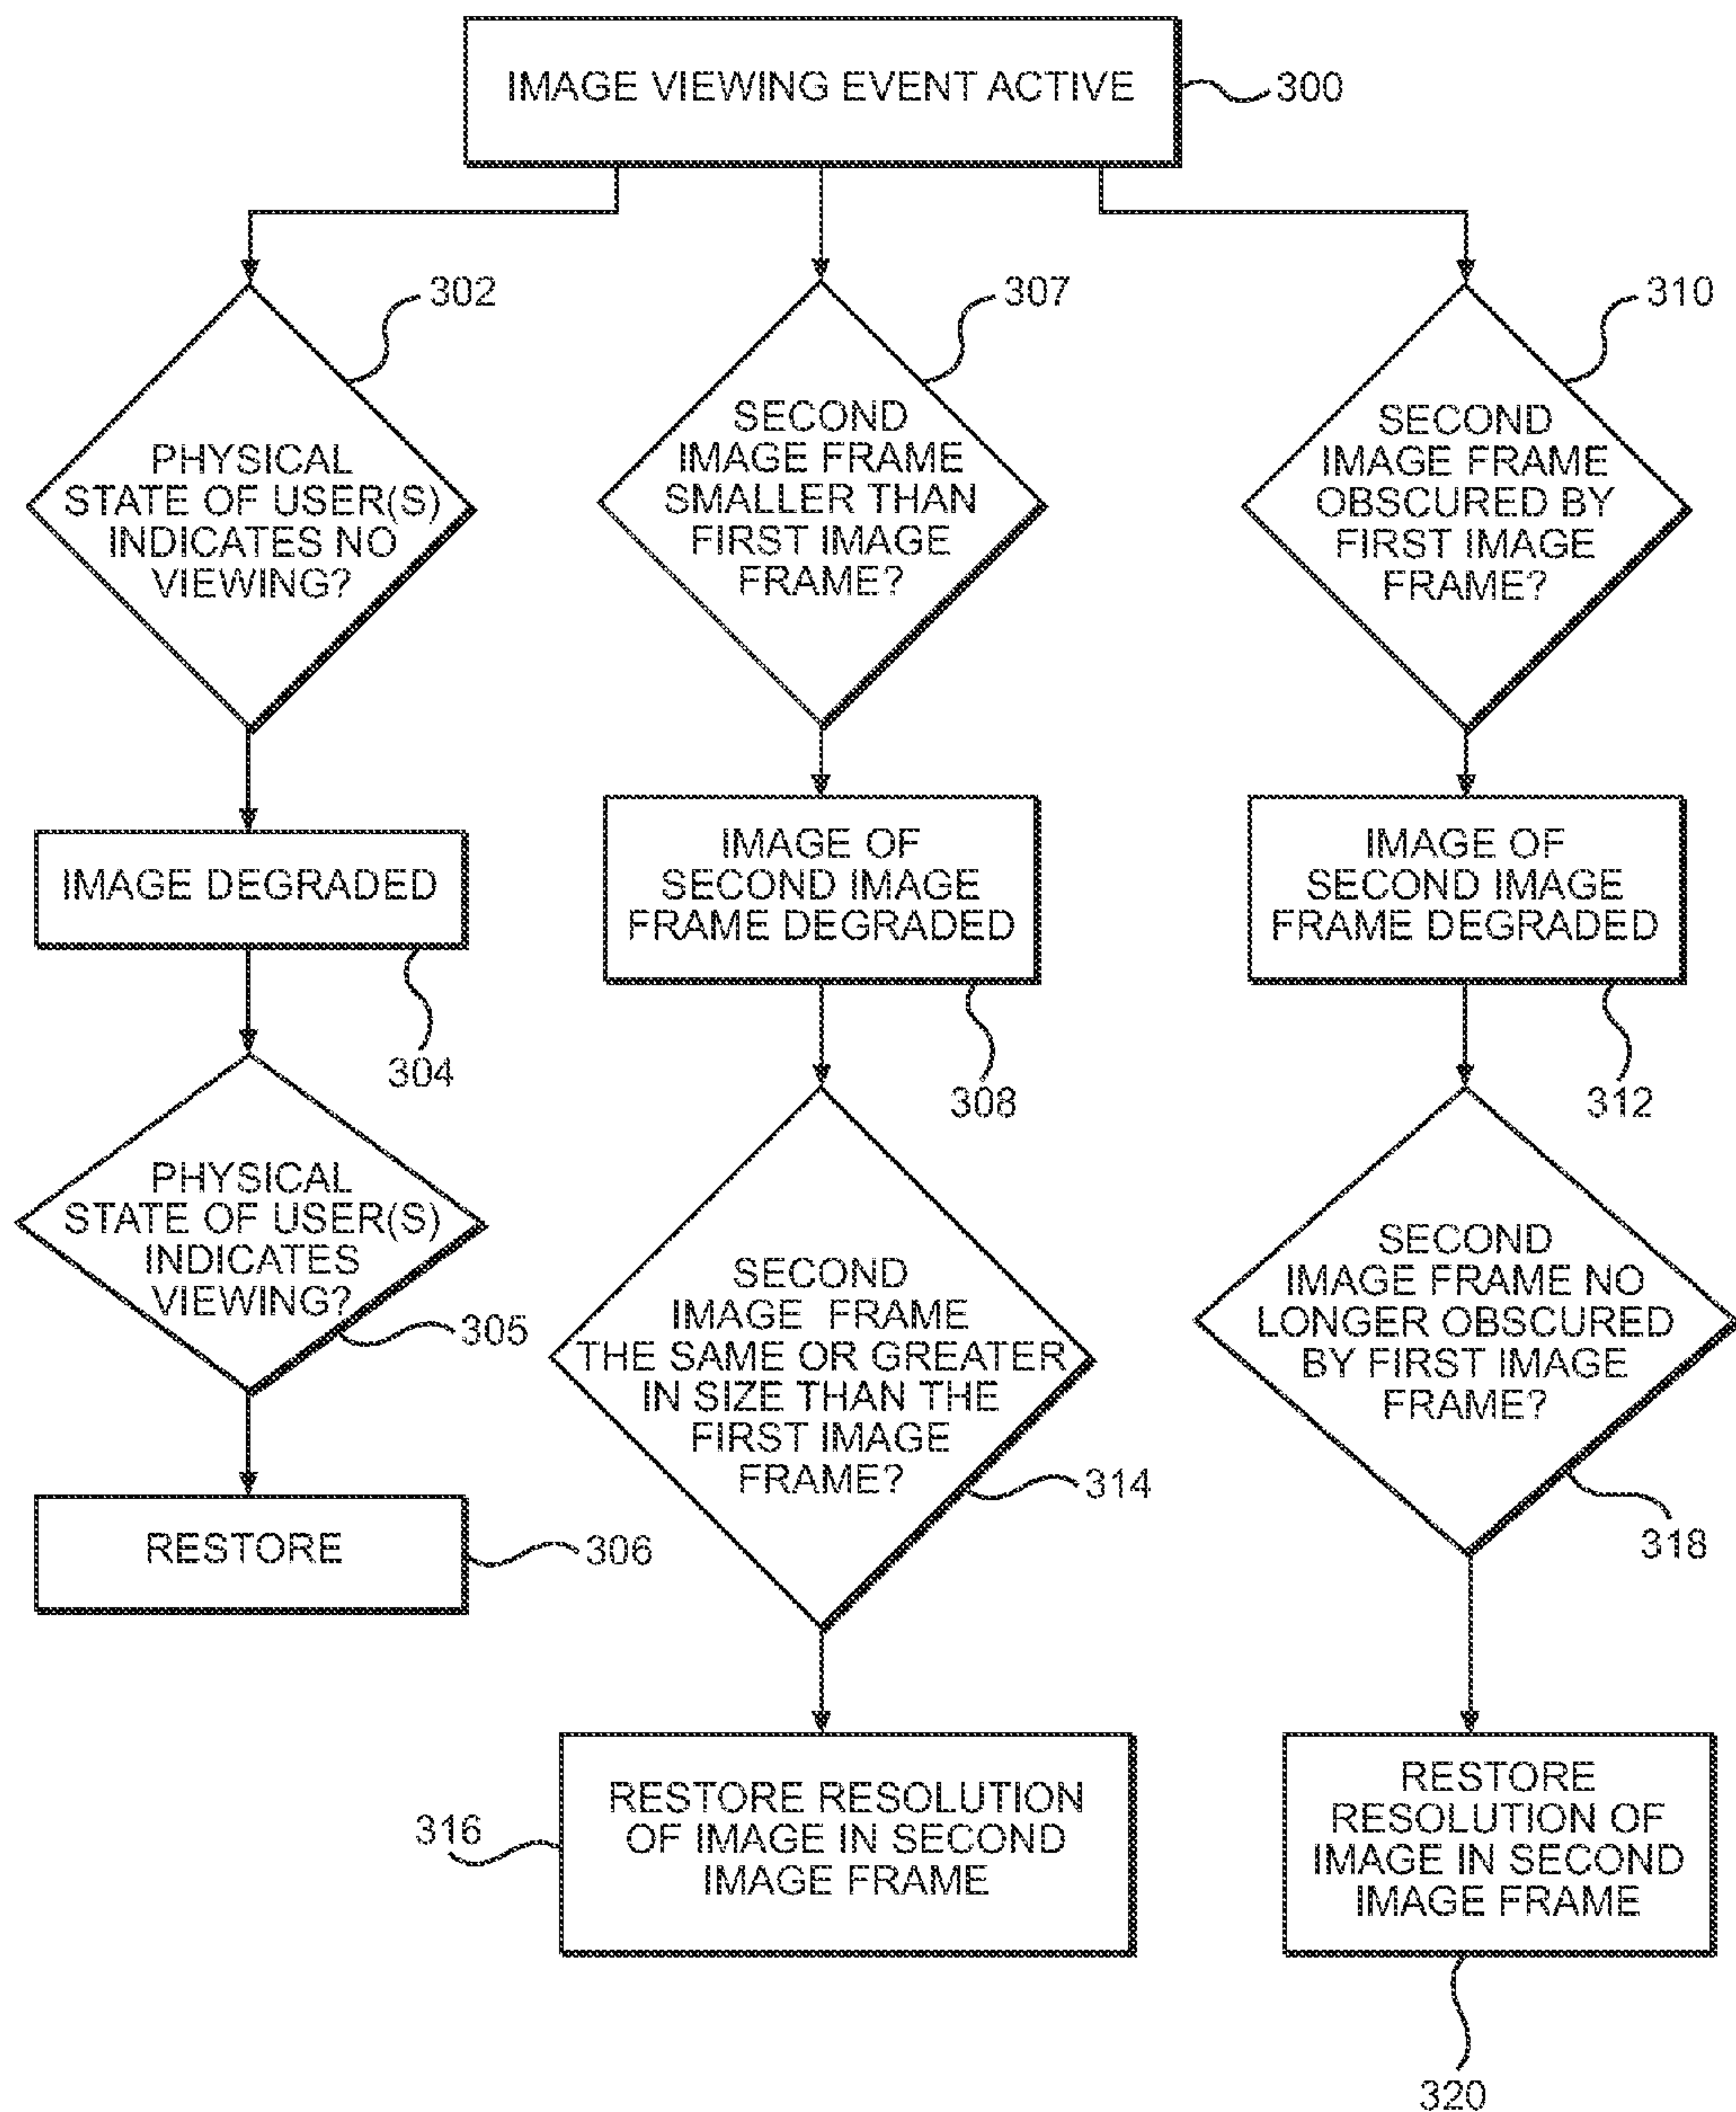 IMAGE VIEWING EVENT ACTIVE
300
302
PHYSICAL
STATE OF USER(S)
INDICATES NO
VIEWING?
IMAGE DEGRADED
304
PHYSICAL
STATE OF USER(S)
INDICATES
VIEWING?
305
RESTORE
306
307
SECOND
IMAGE FRAME
SMALLER THAN
FIRST IMAGE
FRAME?
IMAGE OF
SECOND IMAGE
FRAME DEGRADED
308
SECOND
IMAGE FRAME
THE SAME OR GREATER
IN SIZE THAN THE
FIRST IMAGE
FRAME?
314
RESTORE RESOLUTION
OF IMAGE IN SECOND
IMAGE FRAME
316
310
SECOND
IMAGE FRAME
OBSCURED BY
FIRST IMAGE
FRAME?
IMAGE OF
SECOND IMAGE
FRAME DEGRADED
312
SECOND
IMAGE FRAME NO
LONGER OBSCURED
BY FIRST IMAGE
FRAME?
318
RESTORE
RESOLUTION OF
IMAGE IN SECOND
IMAGE FRAME
320